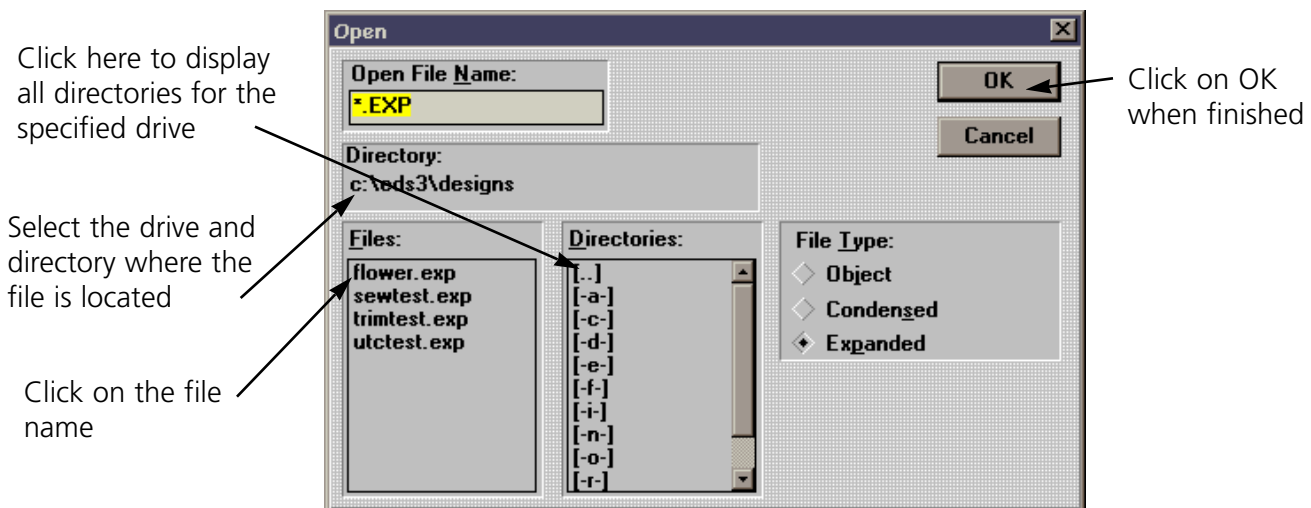 Click here to display
all directories for the
specified drive
Select the drive and
directory where the
file is located
Click on the file
name
Open
Open File Name:
*.EXP
Directory:
c:\eds3\designs
Files:
flower.exp
sewtest.exp
trimtest.exp
utctest.exp
Directories:
[..]
[-a-]
[-c-]
[-d-]
[-e-]
[-f-]
[-i-]
[-n-]
[-o-]
[-r-]
File Type:
Object
Condensed
Expanded
OK
Cancel
Click on OK
when finished